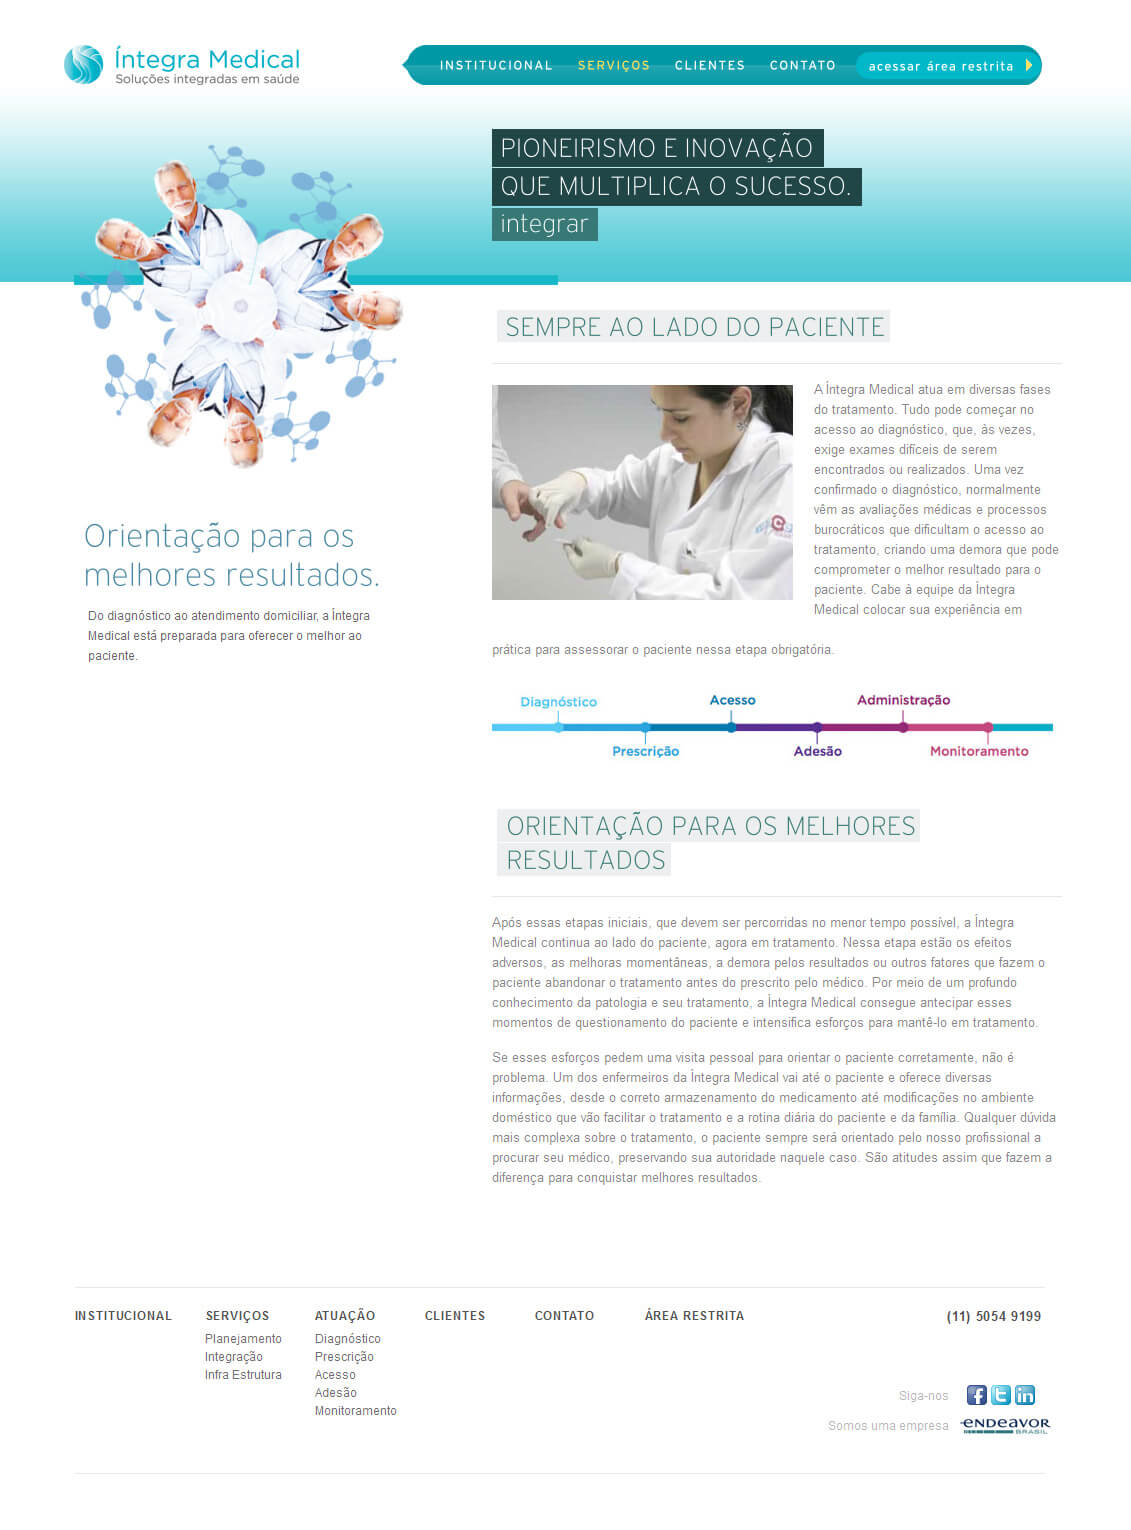 Íntegra Medical
Soluções integradas em saúde
INSTITUCIONAL SERVIÇOS CLIENTES CONTATO acessar área restrita
PIONEIRISMO E INOVAÇÃO
QUE MULTIPLICA O SUCESSO.
integrar
Orientação para os
melhores resultados.
Do diagnóstico ao atendimento domiciliar, a Íntegra
Medical está preparada para oferecer o melhor ao
paciente.
SEMPRE AO LADO DO PACIENTE
A Íntegra Medical atua em diversas fases
do tratamento. Tudo pode começar no
acesso ao diagnóstico, que, às vezes,
exige exames difíceis de serem
encontrados ou realizados. Uma vez
confirmado o diagnóstico, normalmente
vêm as avaliações médicas e processos
burocráticos que dificultam o acesso ao
tratamento, criando uma demora que pode
comprometer o melhor resultado para o
paciente. Cabe à equipe da Íntegra
Medical colocar sua experiência em
prática para assessorar o paciente nessa etapa obrigatória.
Diagnóstico Acesso Administração
Prescrição Adesão Monitoramento
ORIENTAÇÃO PARA OS MELHORES
RESULTADOS
Após essas etapas iniciais, que devem ser percorridas no menor tempo possível, a Íntegra
Medical continua ao lado do paciente, agora em tratamento. Nessa etapa estão os efeitos
adversos, as melhoras momentâneas, a demora pelos resultados ou outros fatores que fazem o
paciente abandonar o tratamento antes do prescrito pelo médico. Por meio de um profundo
conhecimento da patologia e seu tratamento, a Íntegra Medical consegue antecipar esses
momentos de questionamento do paciente e intensifica esforços para mantê-lo em tratamento.
Se esses esforços pedem uma visita pessoal para orientar o paciente corretamente, não é
problema. Um dos enfermeiros da Íntegra Medical vai até o paciente e oferece diversas
informações, desde o correto armazenamento do medicamento até modificações no ambiente
doméstico que vão facilitar o tratamento e a rotina diária do paciente e da família. Qualquer dúvida
mais complexa sobre o tratamento, o paciente sempre será orientado pelo nosso profissional a
procurar seu médico, preservando sua autoridade naquele caso. São atitudes assim que fazem a
diferença para conquistar melhores resultados.
INSTITUCIONAL SERVIÇOS ATUAÇÃO CLIENTES CONTATO ÁREA RESTRITA (11) 5054 9199
Planejamento Diagnóstico
Integração Prescrição
Infra Estrutura Acesso
Adesão
Monitoramento
Siga-nos
Somos uma empresa ENDEAVOR
BRASIL